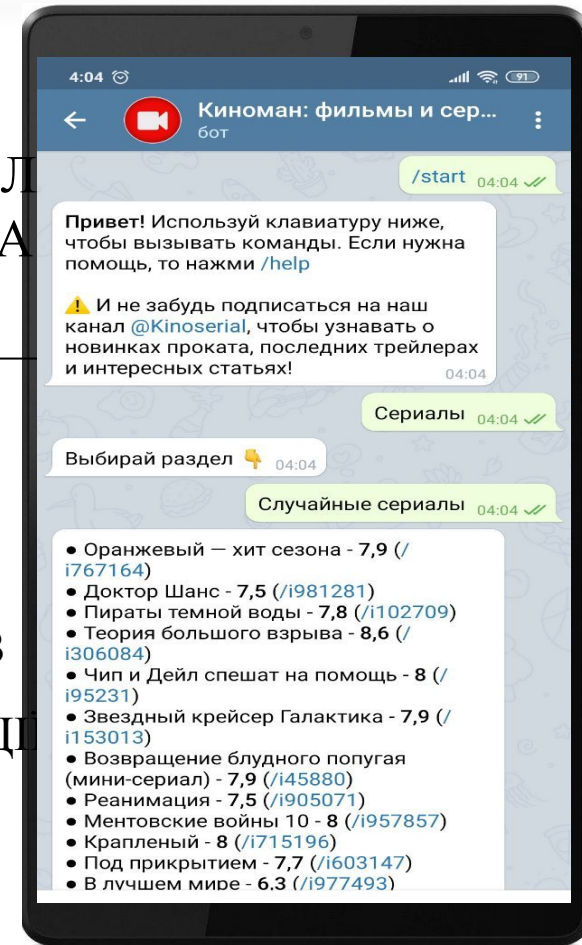 4:04
91
Киноман: фильмы и сер...
бот
/start 04:04
Привет! Используй клавиатуру ниже,
чтобы вызывать команды. Если нужна
помощь, то нажми /help
⚠️ И не забудь подписаться на наш
канал @Kinoserial, чтобы узнавать о
новинках проката, последних трейлерах
и интересных статьях!
04:04
Сериалы 04:04
Выбирай раздел 👇 04:04
Случайные сериалы 04:04
● Оранжевый — хит сезона - 7,9 (/
i767164)
● Доктор Шанс - 7,5 (/i981281)
● Пираты темной воды - 7,8 (/i102709)
● Теория большого взрыва - 8,6 (/
i306084)
● Чип и Дейл спешат на помощь - 8 (/
i95231)
● Звездный крейсер Галактика - 7,9 (/
i153013)
● Возвращение блудного попугая
(мини-сериал) - 7,9 (/i45880)
● Реанимация - 7,5 (/i905071)
● Ментовские войны 10 - 8 (/i957857)
● Крапленый - 8 (/i715196)
● Под прикрытием - 7,7 (/i603147)
● В лучшем мире - 6,3 (/i977493)